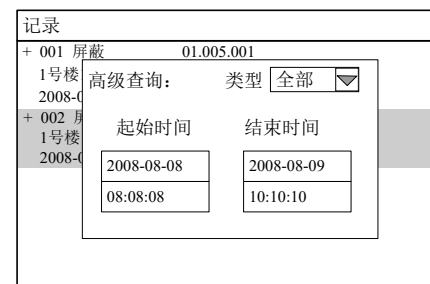 记录
+ 001 屏蔽 01.005.001
1号楼
2008-0
+ 002 屏
1号楼
2008-0
高级查询： 类型 全部
起始时间 结束时间
2008-08-08 2008-08-09
08:08:08 10:10:10